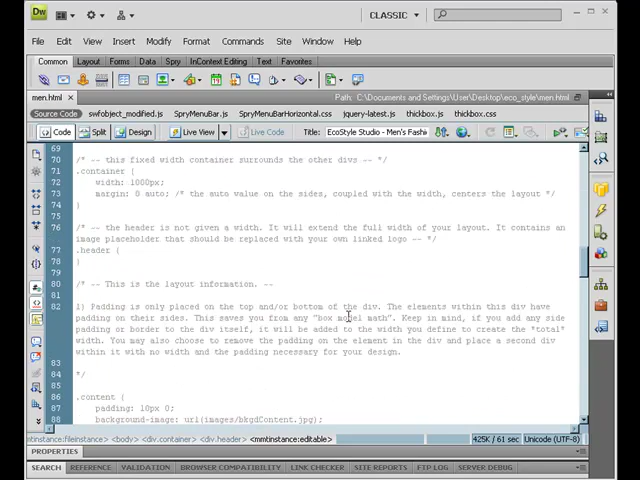 Dw CLASSIC
File Edit View Insert Modify Format Commands Site Window Help
Common Layout Forms Data Spry InContext Editing Text Favorites
men.html × Path: C:\Documents and Settings\User\Desktop\eco_style\men.html
Source Code swfobject_modified.js SpryMenuBar.js SpryMenuBarHorizontal.css jquery-latest.js thickbox.js thickbox.css
Code Split Design Live View Live Code Title: EcoStyle Studio - Men's Fashi
69
70 /* -- this fixed width container surrounds the other divs -- */
71 .container {
72 width: 1000px;
73 margin: 0 auto; /* the auto value on the sides, coupled with the width, centers the layout */
74 }
75
76 /* -- the header is not given a width. It will extend the full width of your layout. It contains an
image placeholder that should be replaced with your own linked logo -- */
77 .header {
78 }
79
80 /* -- This is the layout information. --
81
82 1) Padding is only placed on the top and/or bottom of the div. The elements within this div have
padding on their sides. This saves you from any "box model math". Keep in mind, if you add any side
padding or border to the div itself, it will be added to the width you define to create the *total*
width. You may also choose to remove the padding on the element in the div and place a second div
within it with no width and the padding necessary for your design.
83
84 */
85
86 .content {
87 padding: 10px 0;
88 background-image: url(images/bkgdContent.jpg);
<mmtinstance:fileinstance> <body> <div.container> <div.header> <mmtinstance:editable> 425K / 61 sec Unicode (UTF-8)
PROPERTIES
SEARCH REFERENCE VALIDATION BROWSER COMPATIBILITY LINK CHECKER SITE REPORTS FTP LOG SERVER DEBUG